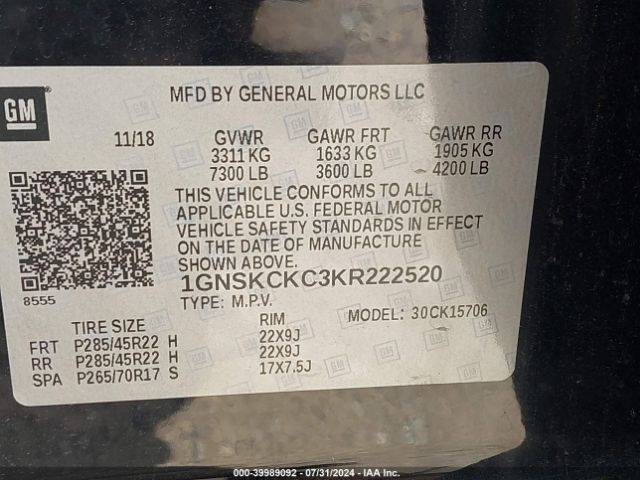 GM
MFD BY GENERAL MOTORS LLC
11/18 GVWR GAWR FRT GAWR RR
3311 KG 1633 KG 1905 KG
7300 LB 3600 LB 4200 LB
THIS VEHICLE CONFORMS TO ALL
APPLICABLE U.S. FEDERAL MOTOR
VEHICLE SAFETY STANDARDS IN EFFECT
ON THE DATE OF MANUFACTURE
SHOWN ABOVE.
8555
1GNSKCKC3KR222520
TYPE: M.P.V. MODEL: 30CK15706
TIRE SIZE RIM
FRT P285/45R22 H 22X9J
RR P285/45R22 H 22X9J
SPA P265/70R17 S 17X7.5J
000-39989092 - 07/31/2024 - IAA Inc.